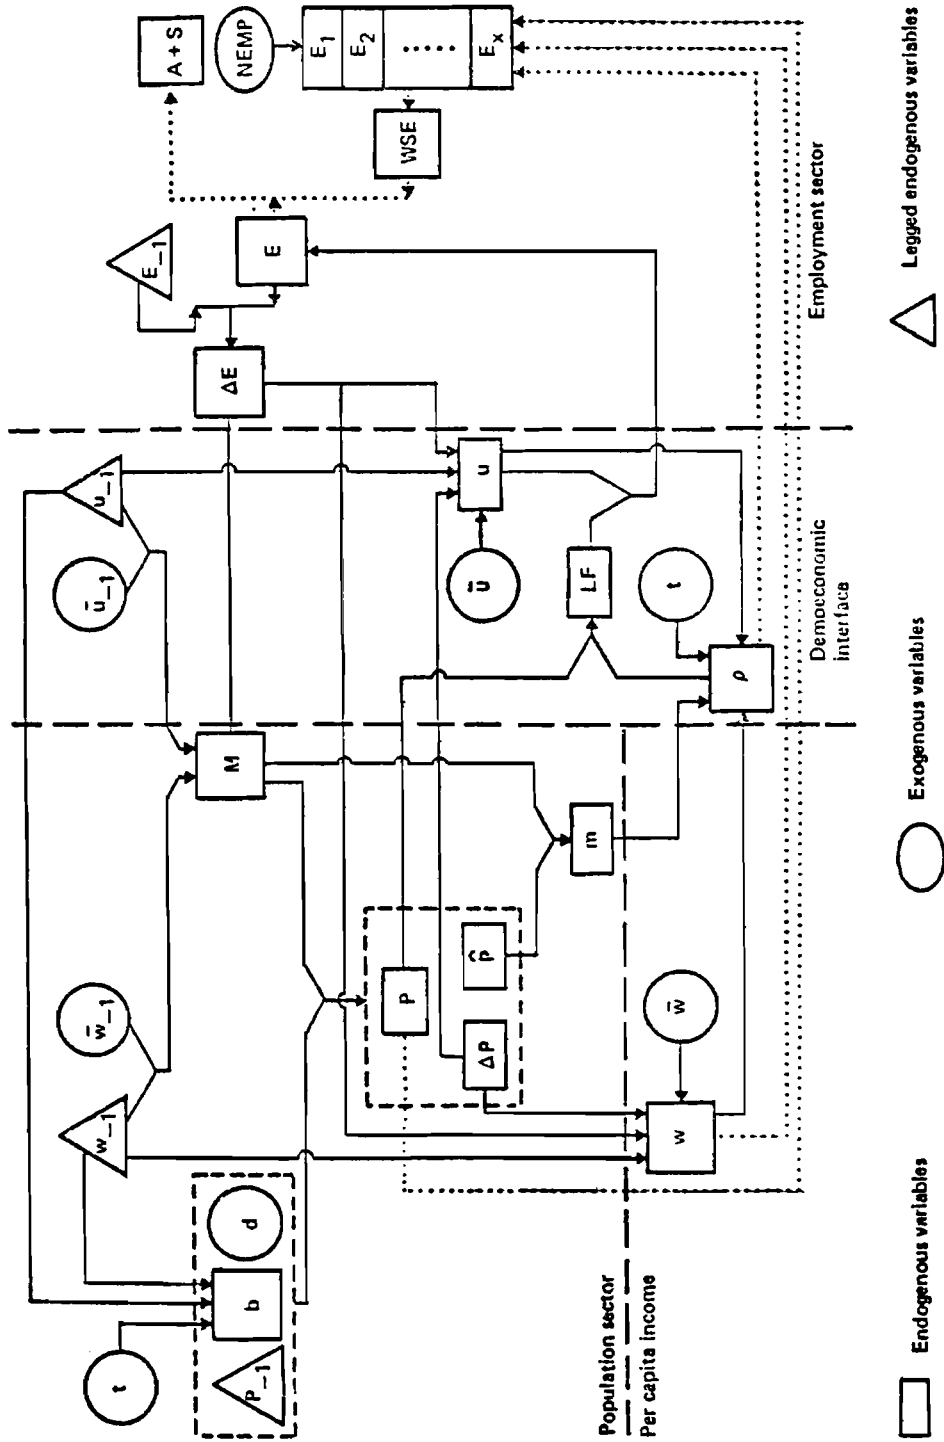 t
P_1
b
d
w_1
w̄_1
ū_1
u_1
M
ΔE
E_1
E
A + S
NEMP
E1
E2
......
Ex
WSE
P
ΔP
P̂
m
u
ū
LF
t
ρ
w
w̄
Population sector
Per capita income
Demoeconomic
interface
Employment sector
Endogenous variables
Exogenous variables
Lagged endogenous variables